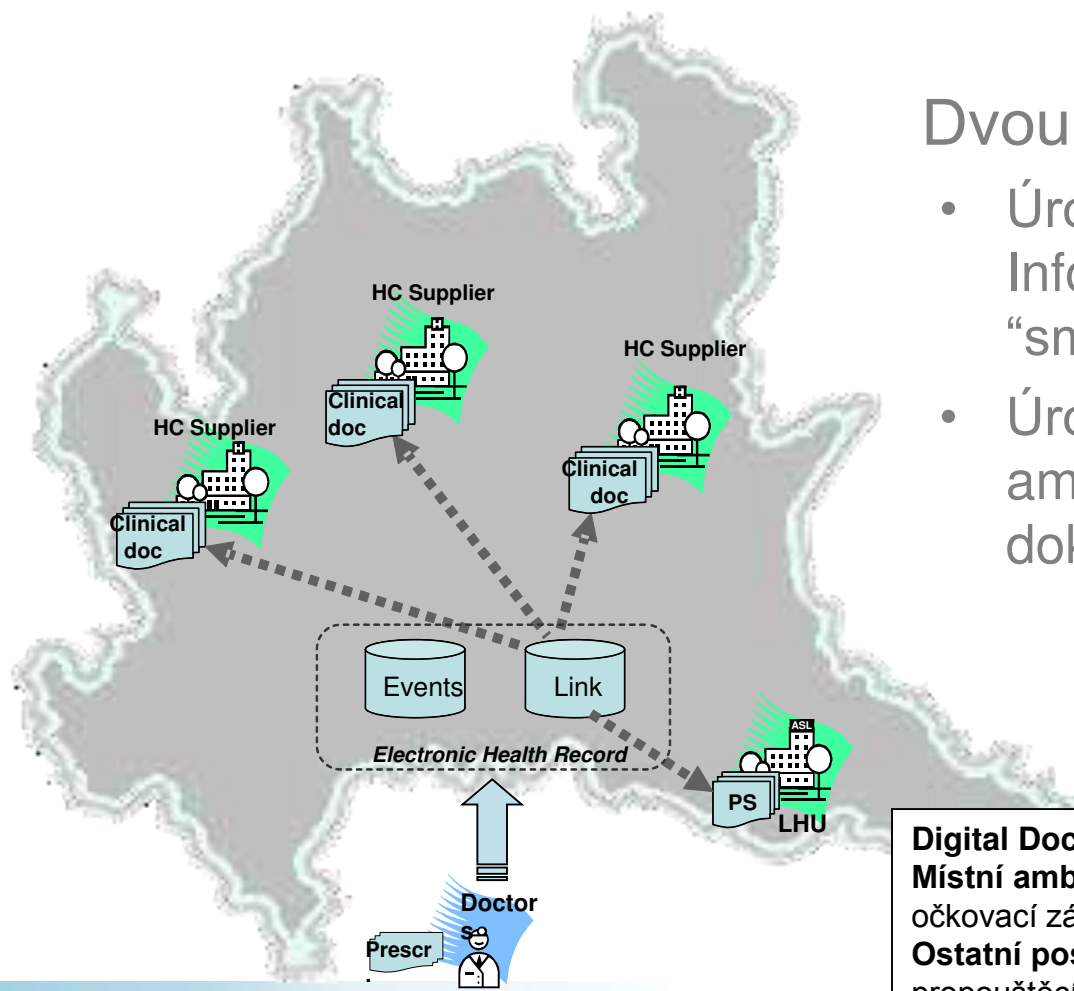 Dvou
• Úro
Info
“sm
• Úro
am
dok
HC Supplier
Clinical
doc
HC Supplier
Clinical
doc
HC Supplier
Clinical
doc
Events
Link
Electronic Health Record
ASL
PS
LHU
Doctor
s
Prescr
.
Digital Doc
Místní amb
očkovací zá
Ostatní pos